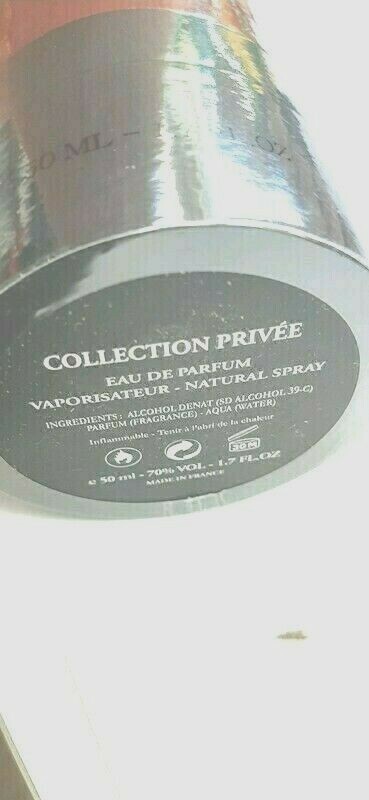 ML -
COLLECTION PRIVÉE
EAU DE PARFUM
VAPORISATEUR - NATURAL SPRAY
INGREDIENTS : ALCOHOL DENAT (SD ALCOHOL 39-C)
PARFUM (FRAGRANCE) - AQUA (WATER)
Inflammable - Tenir à l'abri de la chaleur
30M
e 50 ml - 70% VOL - 1.7 FL.OZ
MADE IN FRANCE